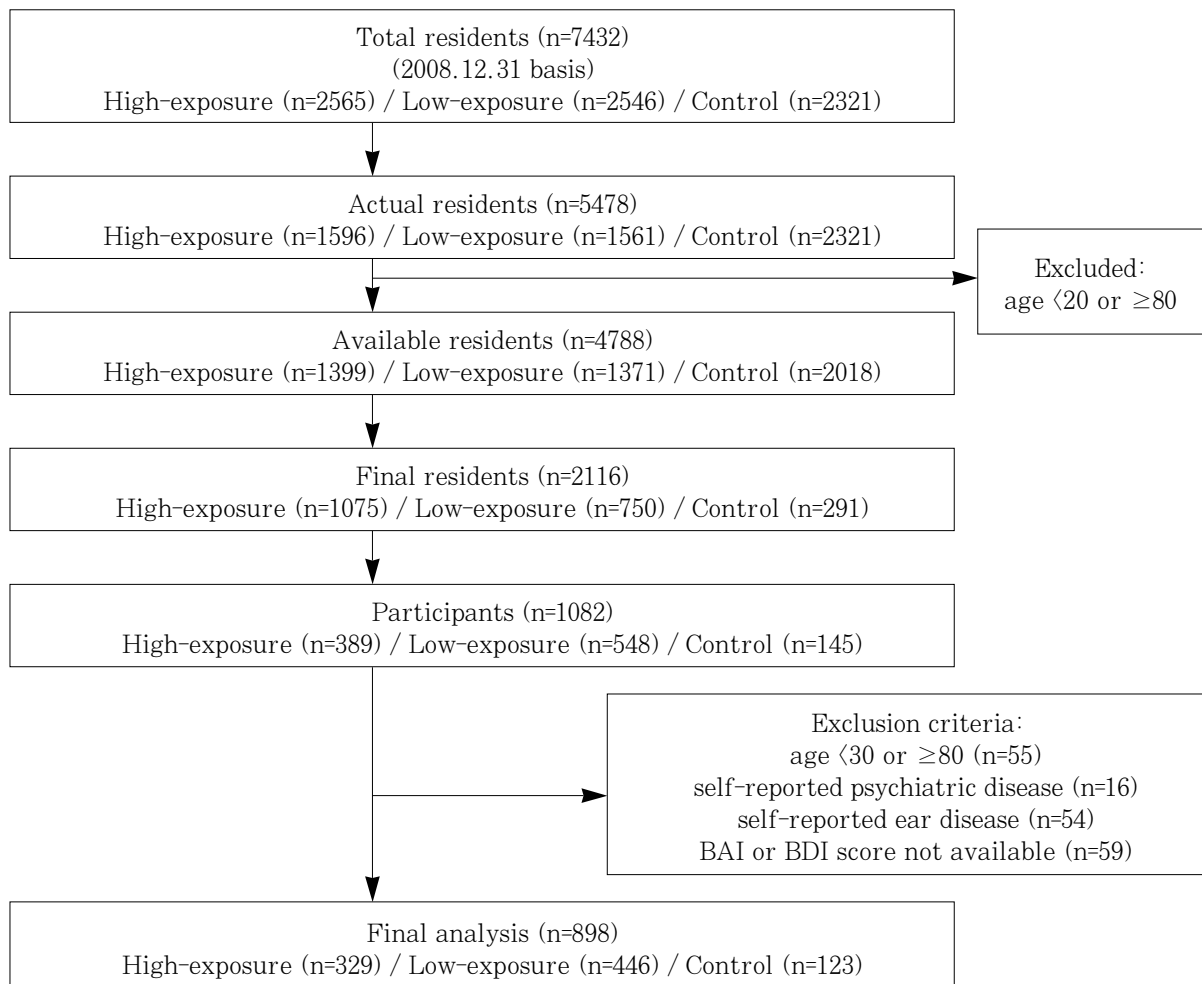 Total residents (n=7432)
(2008.12.31 basis)
High-exposure (n=2565) / Low-exposure (n=2546) / Control (n=2321)
Actual residents (n=5478)
High-exposure (n=1596) / Low-exposure (n=1561) / Control (n=2321)
Excluded:
age <20 or ≥80
Available residents (n=4788)
High-exposure (n=1399) / Low-exposure (n=1371) / Control (n=2018)
Final residents (n=2116)
High-exposure (n=1075) / Low-exposure (n=750) / Control (n=291)
Participants (n=1082)
High-exposure (n=389) / Low-exposure (n=548) / Control (n=145)
Exclusion criteria:
age <30 or ≥80 (n=55)
self-reported psychiatric disease (n=16)
self-reported ear disease (n=54)
BAI or BDI score not available (n=59)
Final analysis (n=898)
High-exposure (n=329) / Low-exposure (n=446) / Control (n=123)